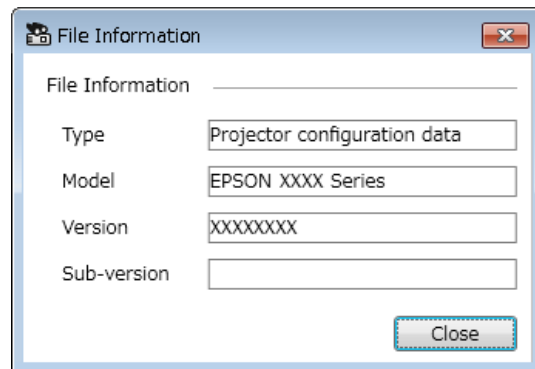 File Information
File Information
Type Projector configuration data
Model EPSON XXXX Series
Version XXXXXXXX
Sub-version
Close